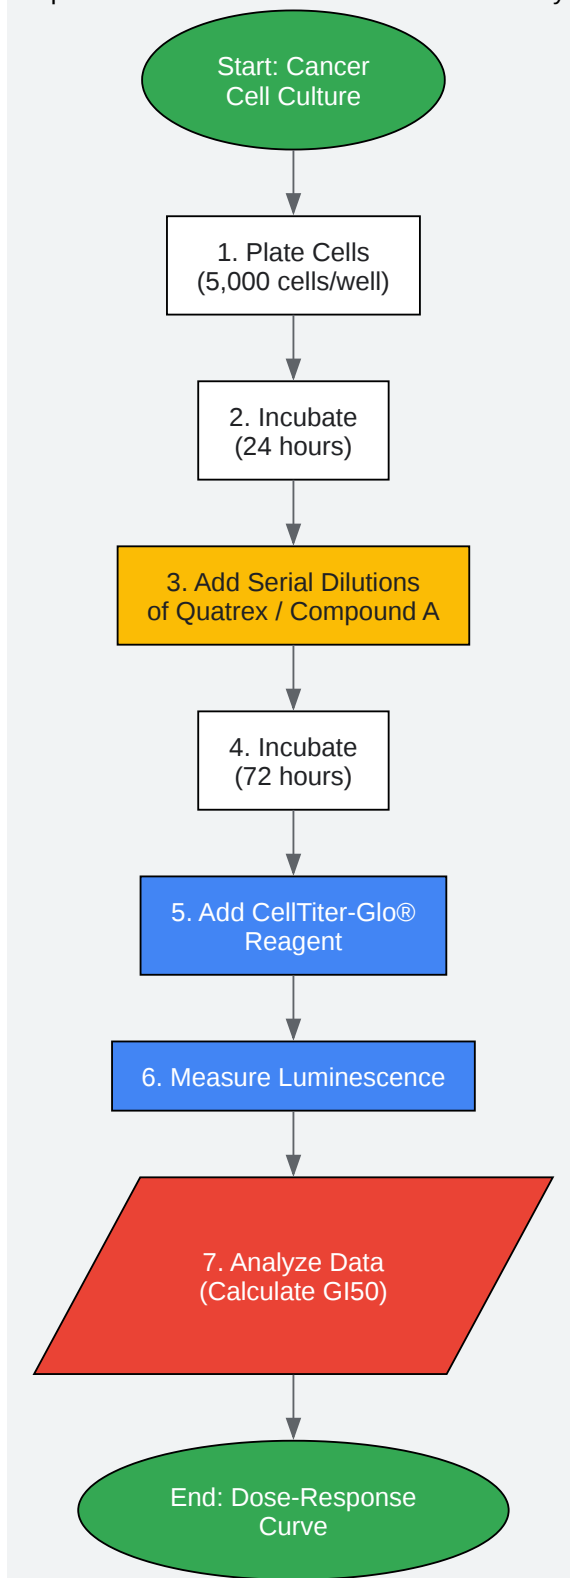 Start: Cancer
Cell Culture
1. Plate Cells
(5,000 cells/well)
2. Incubate
(24 hours)
3. Add Serial Dilutions
of Quatrex / Compound A
4. Incubate
(72 hours)
5. Add CellTiter-Glo®
Reagent
6. Measure Luminescence
7. Analyze Data
(Calculate GI50)
End: Dose-Response
Curve